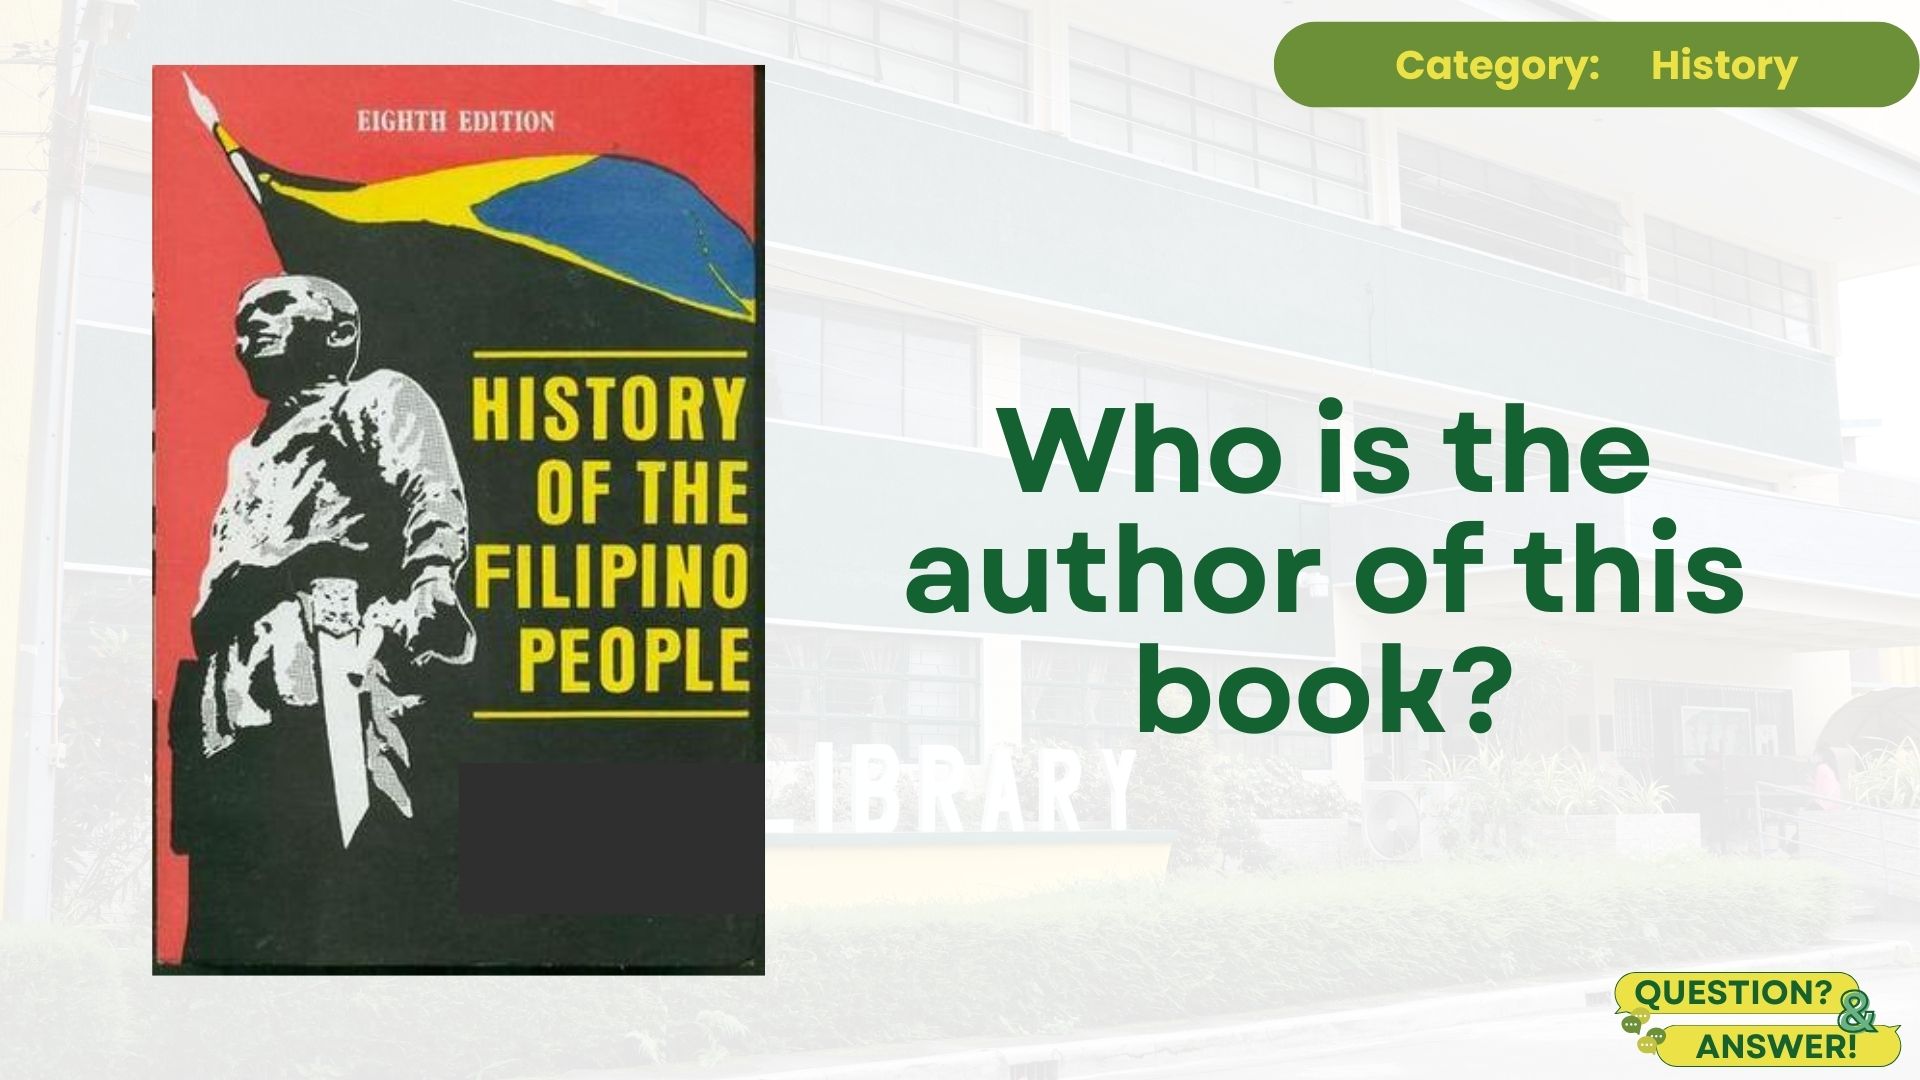 Category: History
EIGHTH EDITION
HISTORY
OF THE
FILIPINO
PEOPLE
Who is the
author of this
book?
LIBRARY
QUESTION?
&
ANSWER!